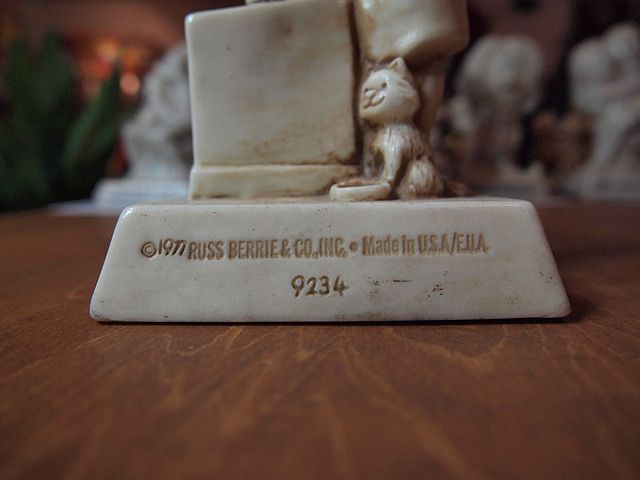 ©1977 RUSS BERRIE & CO., INC. • Made in U.S.A./E.U.A.
9234